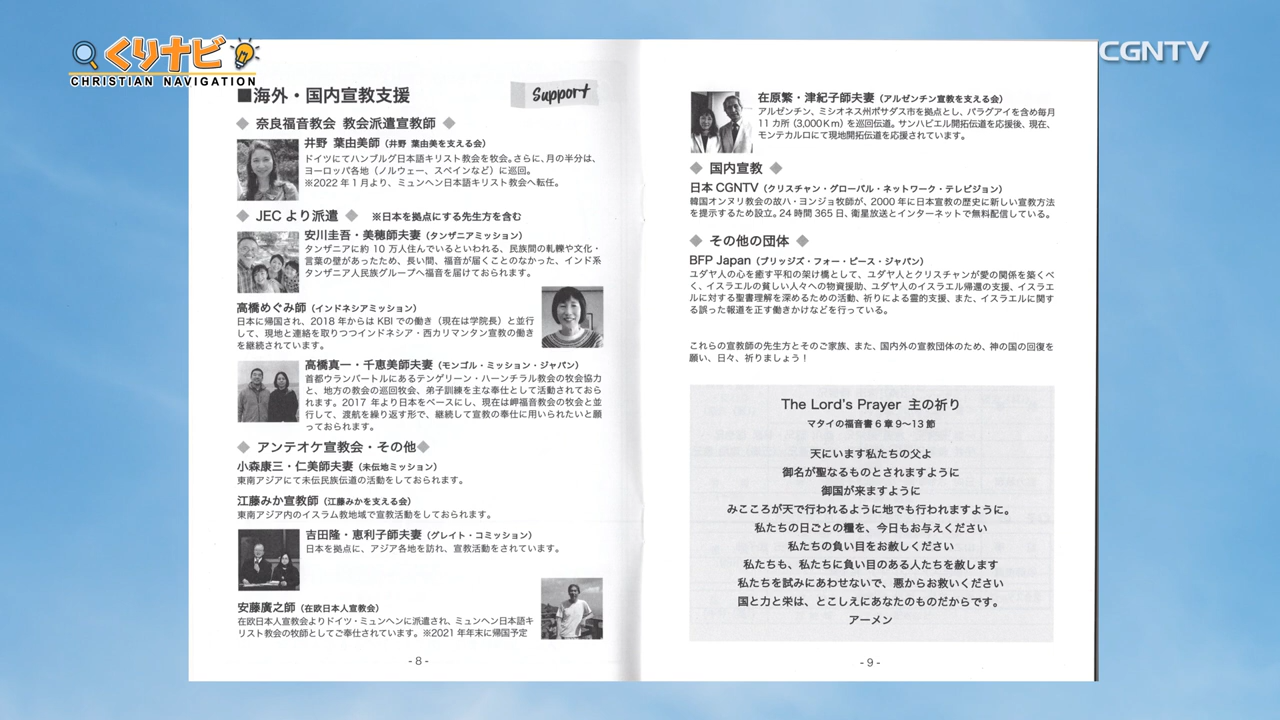 くりナビ
CHRISTIAN NAVIGATION
CGNTV
■海外・国内宣教支援
Support
◆ 奈良福音教会 教会派遣宣教師 ◆
井野 葉由美師（井野 葉由美を支える会）
ドイツにてハンブルグ日本語キリスト教会を牧会。さらに、月の半分は、
ヨーロッパ各地（ノルウェー、スペインなど）に巡回。
※2022 年 1 月より、ミュンヘン日本語キリスト教会へ転任。
◆ JEC より派遣 ◆ ※日本を拠点にする先生方を含む
安川圭吾・美穂師夫妻（タンザニアミッション）
タンザニアに約 10 万人住んでいるといわれる、民族間の軋轢や文化・
言葉の壁があったため、長い間、福音が届くことのなかった、インド系
タンザニア人民族グループへ福音を届けておられます。
高橋めぐみ師（インドネシアミッション）
日本に帰国され、2018 年からは KBI での働き（現在は学院長）と並行
して、現地と連絡を取りつつインドネシア・西カリマンタン宣教の働き
を継続されています。
高橋真一・千恵美師夫妻（モンゴル・ミッション・ジャパン）
首都ウランバートルにあるテンゲリーン・ハーンチラル教会の牧会協力
と、地方の教会の巡回牧会、弟子訓練を主な奉仕として活動されておら
れます。2017 年より日本をベースにし、現在は岬福音教会の牧会と並
行して、渡航を繰り返す形で、継続して宣教の奉仕に用いられたいと願
っておられます。
◆ アンテオケ宣教会・その他◆
小森康三・仁美師夫妻（未伝地ミッション）
東南アジアにて未伝民族伝道の活動をしておられます。
江藤みか宣教師（江藤みかを支える会）
東南アジア内のイスラム教地域で宣教活動をしておられます。
吉田隆・恵利子師夫妻（グレイト・コミッション）
日本を拠点に、アジア各地を訪れ、宣教活動をされています。
安藤廣之師（在欧日本人宣教会）
在欧日本人宣教会よりドイツ・ミュンヘンに派遣され、ミュンヘン日本語キ
リスト教会の牧師としてご奉仕されています。※2021 年年末に帰国予定
- 8 -
在原繁・津紀子師夫妻（アルゼンチン宣教を支える会）
アルゼンチン、ミシオネス州ポサダス市を拠点とし、パラグアイを含め毎月
11 カ所（3,000Ｋｍ）を巡回伝道。サンハビエル開拓伝道を応援後、現在、
モンテカルロにて現地開拓伝道を応援されています。
◆ 国内宣教 ◆
日本 CGNTV（クリスチャン・グローバル・ネットワーク・テレビジョン）
韓国オンヌリ教会の故ハ・ヨンジョ牧師が、2000 年に日本宣教の歴史に新しい宣教方法
を提示するため設立。24 時間 365 日、衛星放送とインターネットで無料配信している。
◆ その他の団体 ◆
BFP Japan（ブリッジズ・フォー・ピース・ジャパン）
ユダヤ人の心を癒す平和の架け橋として、ユダヤ人とクリスチャンが愛の関係を築くべ
く、イスラエルの貧しい人々への物資援助、ユダヤ人のイスラエル帰還の支援、イスラエ
ルに対する聖書理解を深めるための活動、祈りによる霊的支援、また、イスラエルに関す
る誤った報道を正す働きかけなどを行っている。
これらの宣教師の先生方とそのご家族、また、国内外の宣教団体のため、神の国の回復を
願い、日々、祈りましょう！
The Lord's Prayer 主の祈り
マタイの福音書 6 章 9～13 節
天にいます私たちの父よ
御名が聖なるものとされますように
御国が来ますように
みこころが天で行われるように地でも行われますように。
私たちの日ごとの糧を、今日もお与えください
私たちの負い目をお赦しください
私たちも、私たちに負い目のある人たちを赦します
私たちを試みにあわせないで、悪からお救いください
国と力と栄は、とこしえにあなたのものだからです。
アーメン
- 9 -